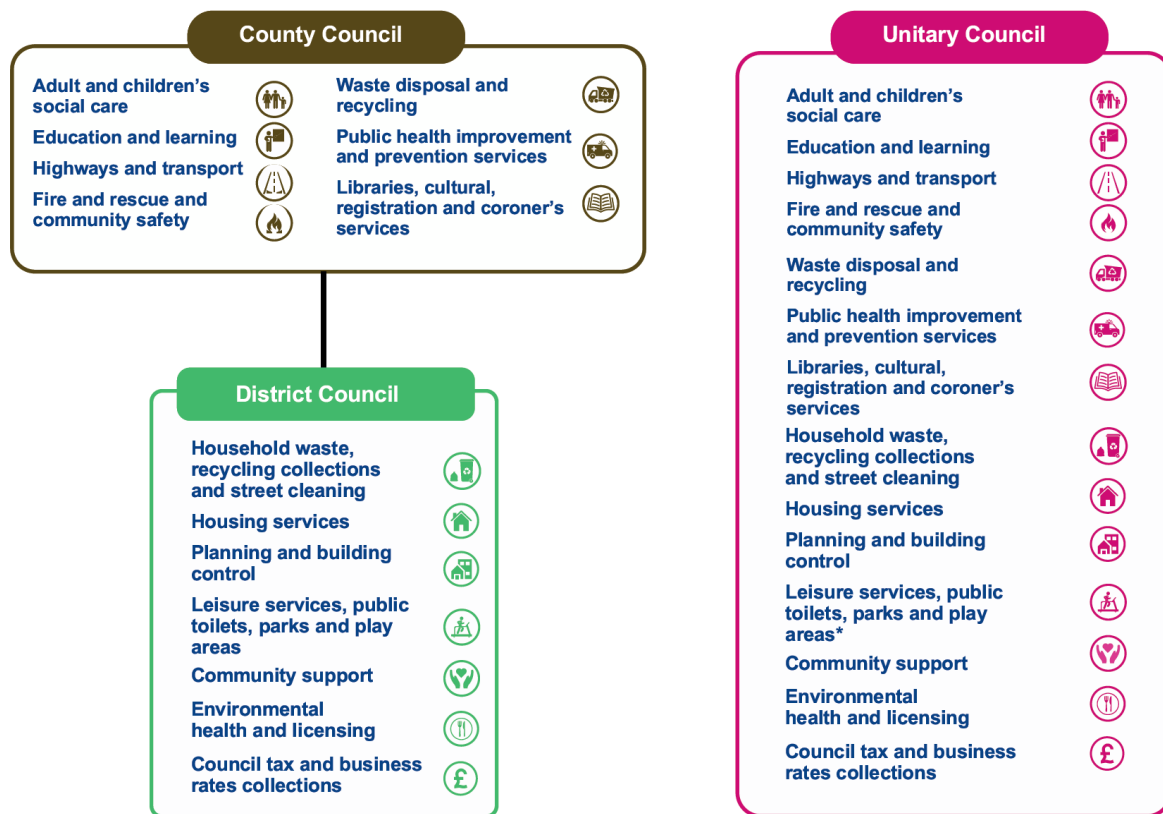 County Council
Adult and children's
social care
Education and learning
Highways and transport
Fire and rescue and
community safety
Waste disposal and
recycling
Public health improvement
and prevention services
Libraries, cultural,
registration and coroner's
services
District Council
Household waste,
recycling collections
and street cleaning
Housing services
Planning and building
control
Leisure services, public
toilets, parks and play
areas
Community support
Environmental
health and licensing
Council tax and business
rates collections
£
Unitary Council
Adult and children's
social care
Education and learning
Highways and transport
Fire and rescue and
community safety
Waste disposal and
recycling
Public health improvement
and prevention services
Libraries, cultural,
registration and coroner's
services
Household waste,
recycling collections
and street cleaning
Housing services
Planning and building
control
Leisure services, public
toilets, parks and play
areas*
Community support
Environmental
health and licensing
Council tax and business
rates collections
£